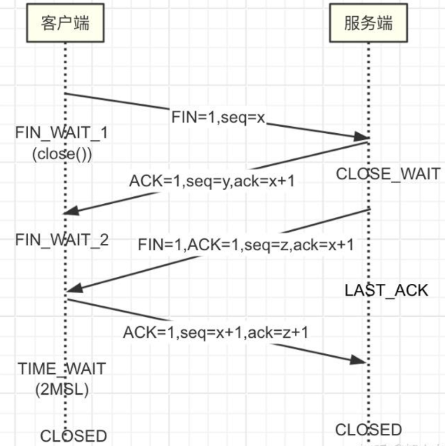 客户端
服务端
FIN=1,seq=x
FIN_WAIT_1
(close())
CLOSE_WAIT
ACK=1,seq=y,ack=x+1
FIN_WAIT_2
FIN=1,ACK=1,seq=z,ack=x+1
LAST_ACK
ACK=1,seq=x+1,ack=z+1
TIME_WAIT
(2MSL)
CLOSED
CLOSED